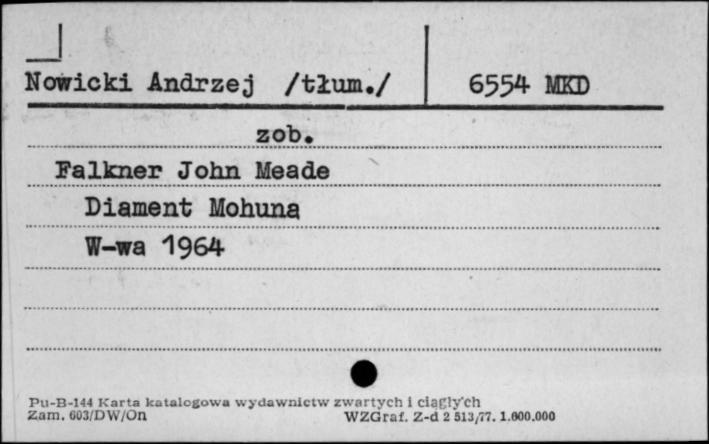 Nowicki Andrzej /tłum./ 6554 MKD
zob.
Falkner John Meade
Diament Mohuna
W-wa 1964
Pu-B-144 Karta katalogowa wydawnictw zwartych i ciągłych
Zam. 603/DW/On WZGraf. Z-d 2 513/77. 1.000.000